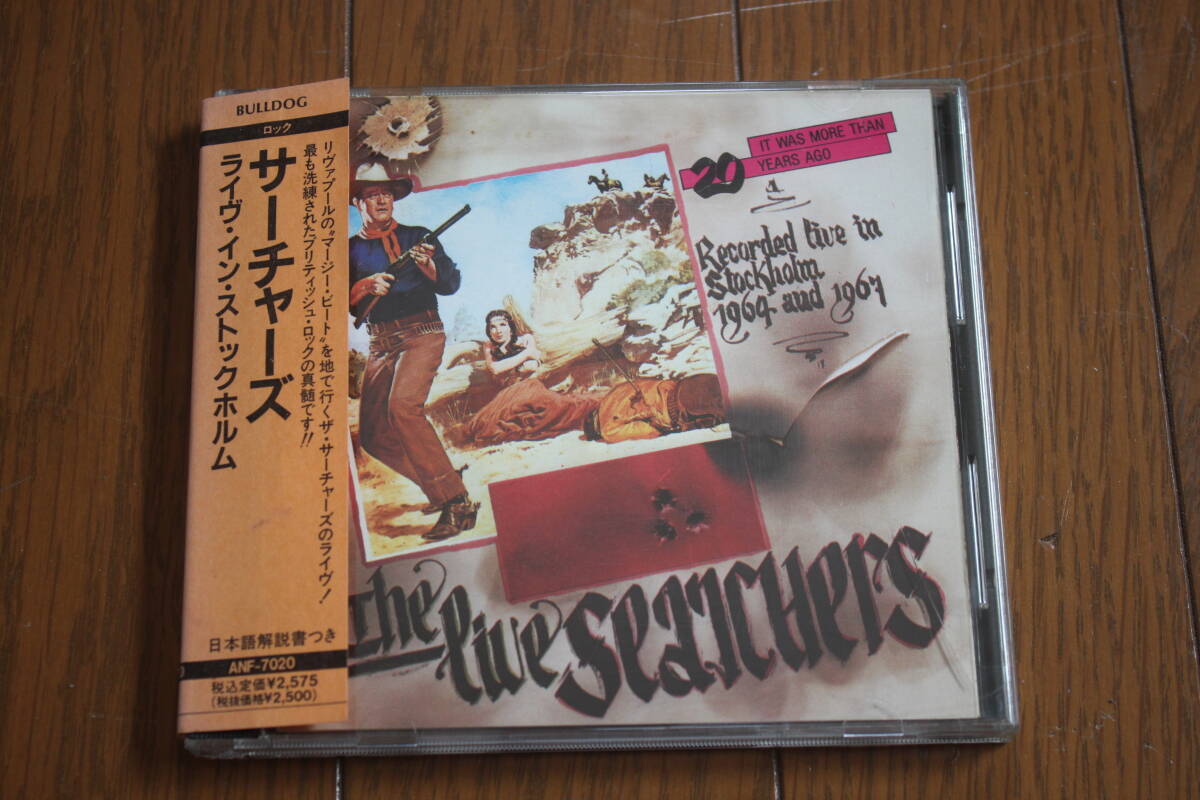 BULLDOG
ロック
サーチャーズ
ライヴ・イン・ストックホルム
リヴァプールの"マージー・ビート"を地で行くザ・サーチャーズのライヴ!
最も洗練されたブリティッシュ・ロックの真髄です!!
日本語解説書つき
ANF-7020
税込定価¥2,575
(税抜価格¥2,500)
IT WAS MORE THAN
20 YEARS AGO
Recorded live in
Stockholm
1964 and 1967
The live Searchers